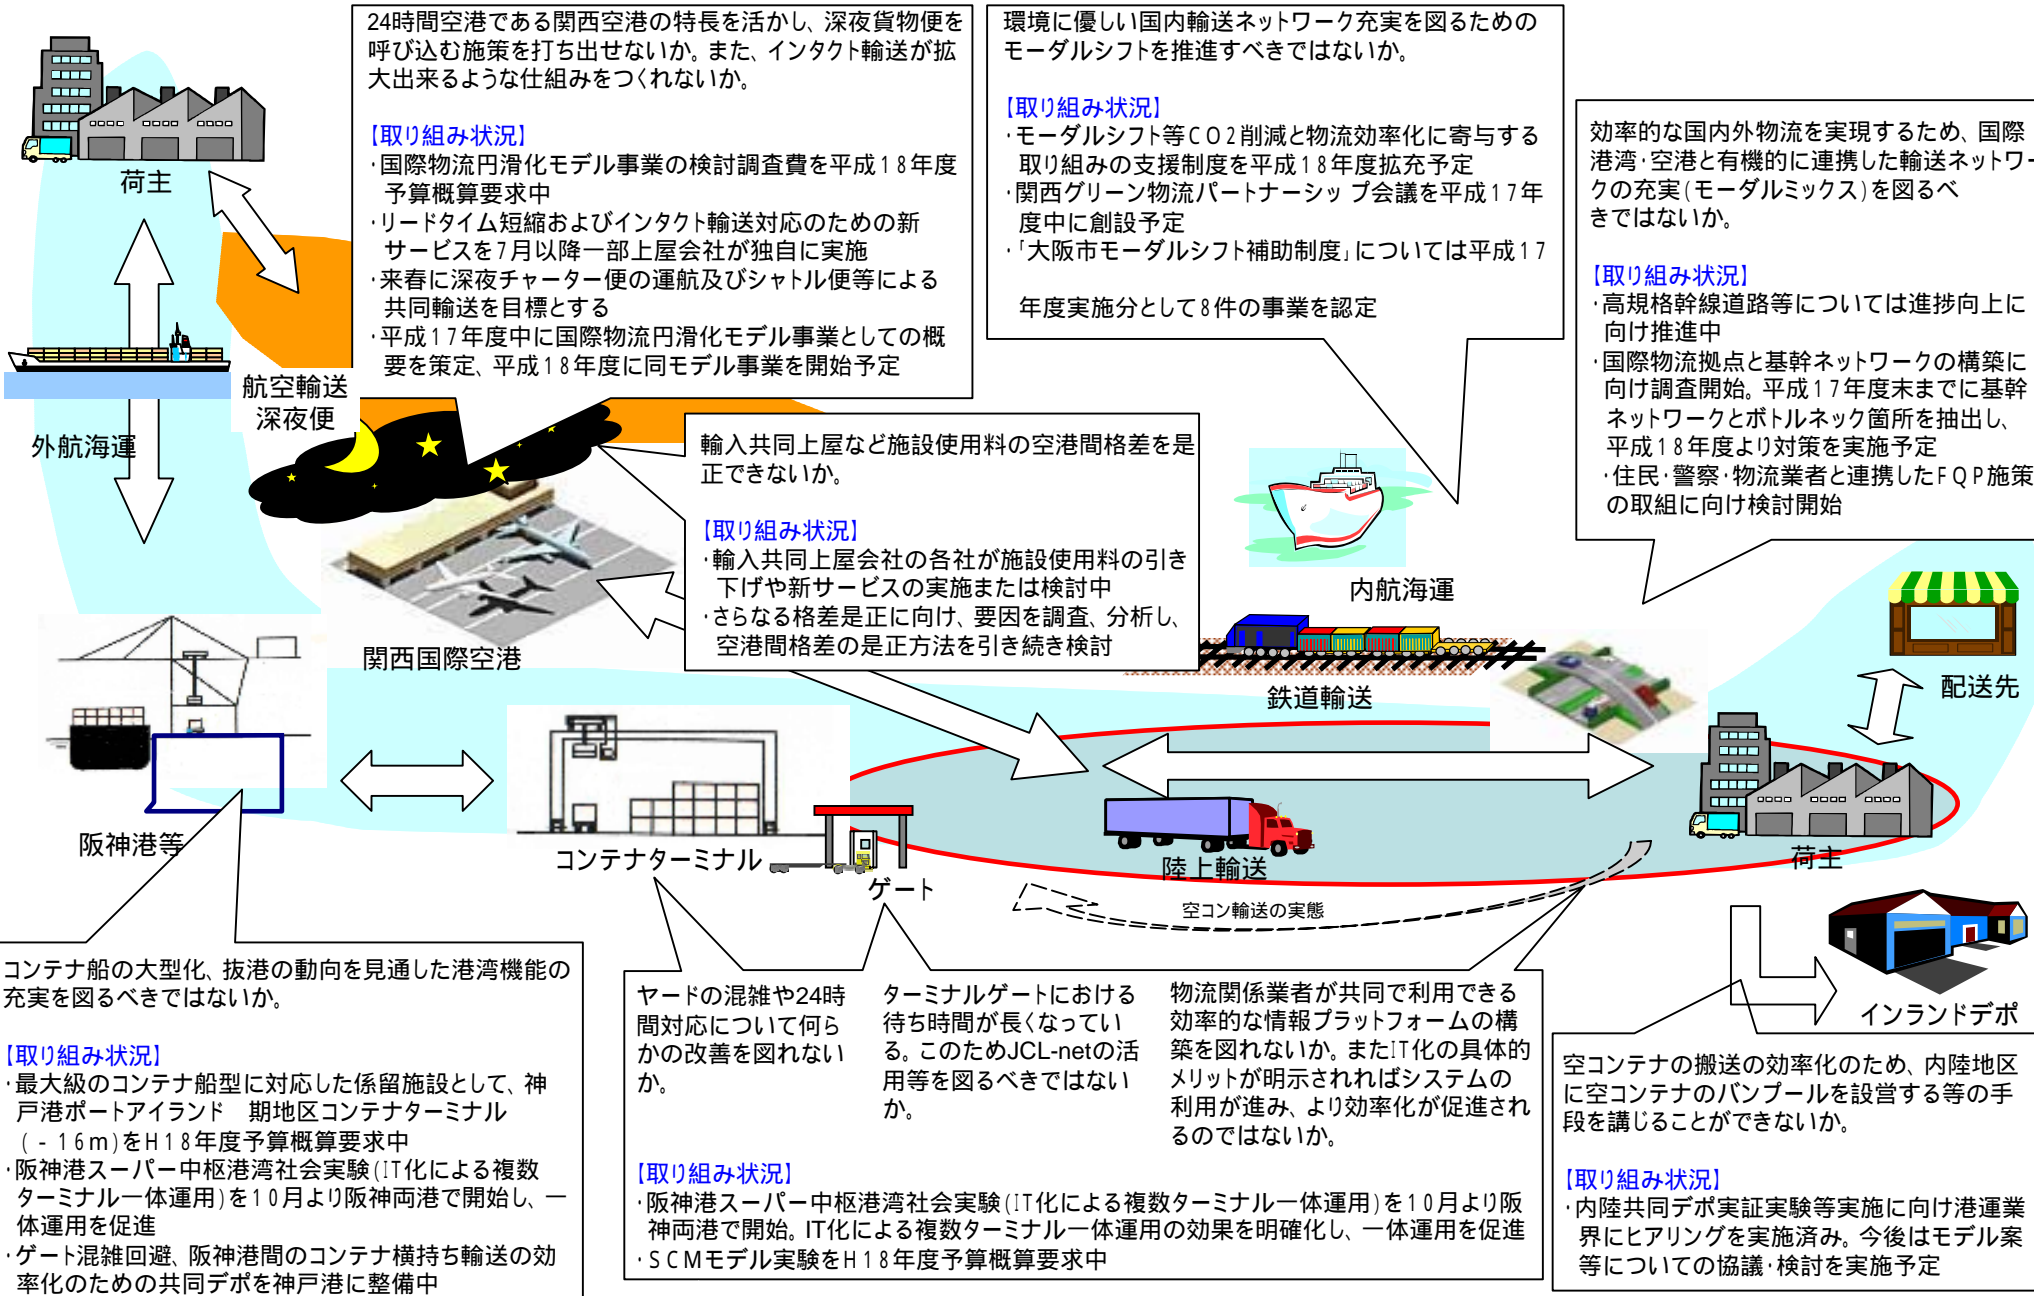 24時間空港である関西空港の特長を活かし、深夜貨物便を
呼び込む施策を打ち出せないか。また、インタクト輸送が拡
大出来るような仕組みをつくれないか。
【取り組み状況】
・国際物流円滑化モデル事業の検討調査費を平成18年度
予算概算要求中
・リードタイム短縮およびインタクト輸送対応のための新
サービスを7月以降一部上屋会社が独自に実施
・来春に深夜チャーター便の運航及びシャトル便等による
共同輸送を目標とする
・平成17年度中に国際物流円滑化モデル事業としての概
要を策定、平成18年度に同モデル事業を開始予定
環境に優しい国内輸送ネットワーク充実を図るための
モーダルシフトを推進すべきではないか。
【取り組み状況】
・モーダルシフト等CO2削減と物流効率化に寄与する
取り組みの支援制度を平成18年度拡充予定
・関西グリーン物流パートナーシップ会議を平成17年
度中に創設予定
・「大阪市モーダルシフト補助制度」については平成17
年度実施分として8件の事業を認定
効率的な国内外物流を実現するため、国際
港湾・空港と有機的に連携した輸送ネットワー
クの充実(モーダルミックス)を図るべ
きではないか。
【取り組み状況】
・高規格幹線道路等については進捗向上に
向け推進中
・国際物流拠点と基幹ネットワークの構築に
向け調査開始。平成17年度末までに基幹
ネットワークとボトルネック箇所を抽出し、
平成18年度より対策を実施予定
・住民・警察・物流業者と連携したFQP施策
の取組に向け検討開始
荷主
外航海運
航空輸送
深夜便
輸入共同上屋など施設使用料の空港間格差を是
正できないか。
【取り組み状況】
・輸入共同上屋会社の各社が施設使用料の引き
下げや新サービスの実施または検討中
・さらなる格差是正に向け、要因を調査、分析し、
空港間格差の是正方法を引き続き検討
関西国際空港
内航海運
鉄道輸送
配送先
阪神港等
コンテナターミナル
ゲート
陸上輸送
荷主
空コン輸送の実態
インランドデポ
コンテナ船の大型化、抜港の動向を見通した港湾機能の
充実を図るべきではないか。
【取り組み状況】
・最大級のコンテナ船型に対応した係留施設として、神
戸港ポートアイランド　期地区コンテナターミナル
(-16m)をH18年度予算概算要求中
・阪神港スーパー中枢港湾社会実験(IT化による複数
ターミナル一体運用)を10月より阪神両港で開始し、一
体運用を促進
・ゲート混雑回避、阪神港間のコンテナ横持ち輸送の効
率化のための共同デポを神戸港に整備中
ヤードの混雑や24時
間対応について何ら
かの改善を図れない
か。
ターミナルゲートにおける
待ち時間が長くなってい
る。このためJCL-netの活
用等を図るべきではない
か。
物流関係業者が共同で利用できる
効率的な情報プラットフォームの構
築を図れないか。またIT化の具体的
メリットが明示されればシステムの
利用が進み、より効率化が促進され
るのではないか。
【取り組み状況】
・阪神港スーパー中枢港湾社会実験(IT化による複数ターミナル一体運用)を10月より阪
神両港で開始。IT化による複数ターミナル一体運用の効果を明確化し、一体運用を促進
・SCMモデル実験をH18年度予算概算要求中
空コンテナの搬送の効率化のため、内陸地区
に空コンテナのバンプールを設営する等の手
段を講じることができないか。
【取り組み状況】
・内陸共同デポ実証実験等実施に向け港運業
界にヒアリングを実施済み。今後はモデル案
等についての協議・検討を実施予定